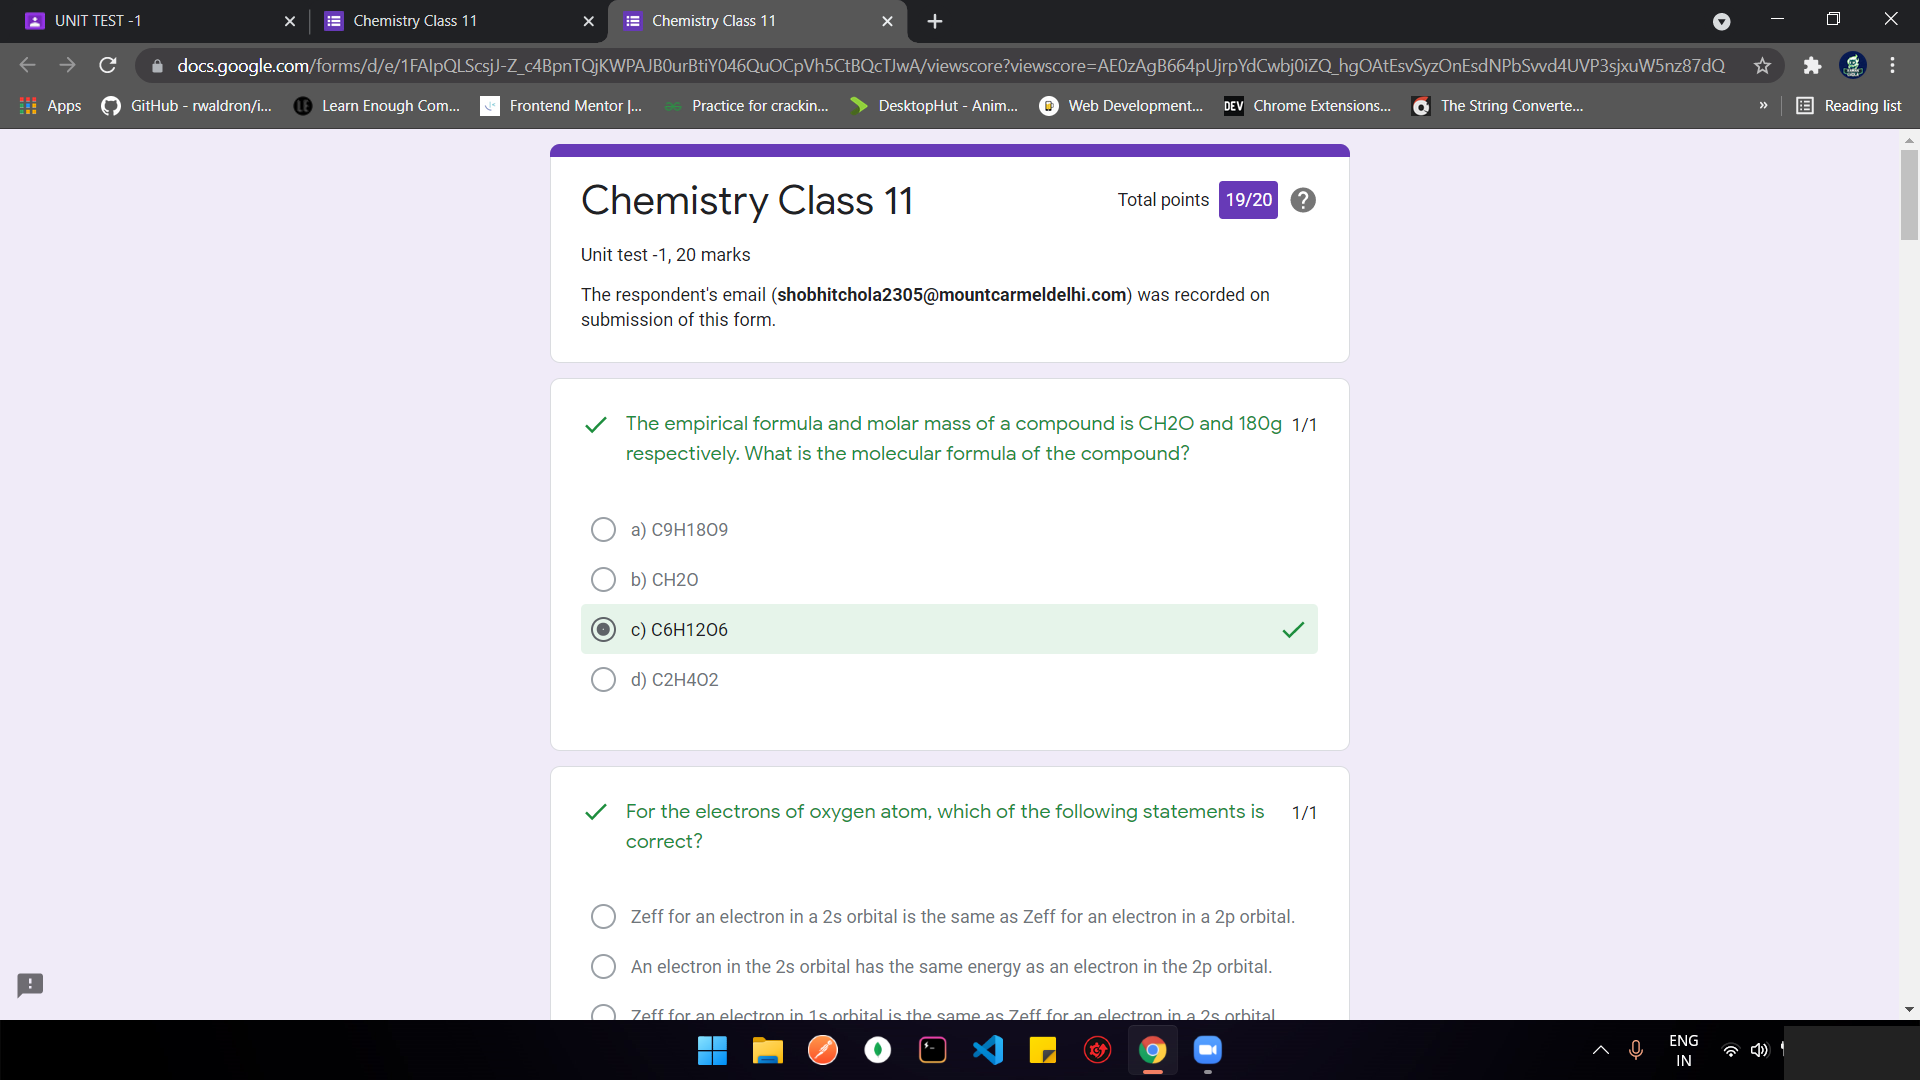 UNIT TEST -1
Chemistry Class 11
Chemistry Class 11
docs.google.com/forms/d/e/1FAIpQLScsjJ-Z_c4BpnTQjKWPAJB0urBtiY046QuOCpVh5CtBQcTJwA/viewscore?viewscore=AE0zAgB664pUjrpYdCwbj0iZQ_hgOAtEsvSyzOnEsdNPbSvvd4UVP3sjxuW5nz87dQ
Apps
GitHub - rwaldron/i...
Learn Enough Com...
Frontend Mentor |...
Practice for crackin...
DesktopHut - Anim...
Web Development...
DEV
Chrome Extensions...
The String Converte...
»
Reading list
Chemistry Class 11
Total points 19/20
Unit test -1, 20 marks
The respondent's email (shobhitchola2305@mountcarmeldelhi.com) was recorded on
submission of this form.
The empirical formula and molar mass of a compound is CH2O and 180g 1/1
respectively. What is the molecular formula of the compound?
a) C9H18O9
b) CH2O
c) C6H12O6
d) C2H4O2
For the electrons of oxygen atom, which of the following statements is 1/1
correct?
Zeff for an electron in a 2s orbital is the same as Zeff for an electron in a 2p orbital.
An electron in the 2s orbital has the same energy as an electron in the 2p orbital.
Zeff for an electron in 1s orbital is the same as Zeff for an electron in a 2s orbital
ENG
IN